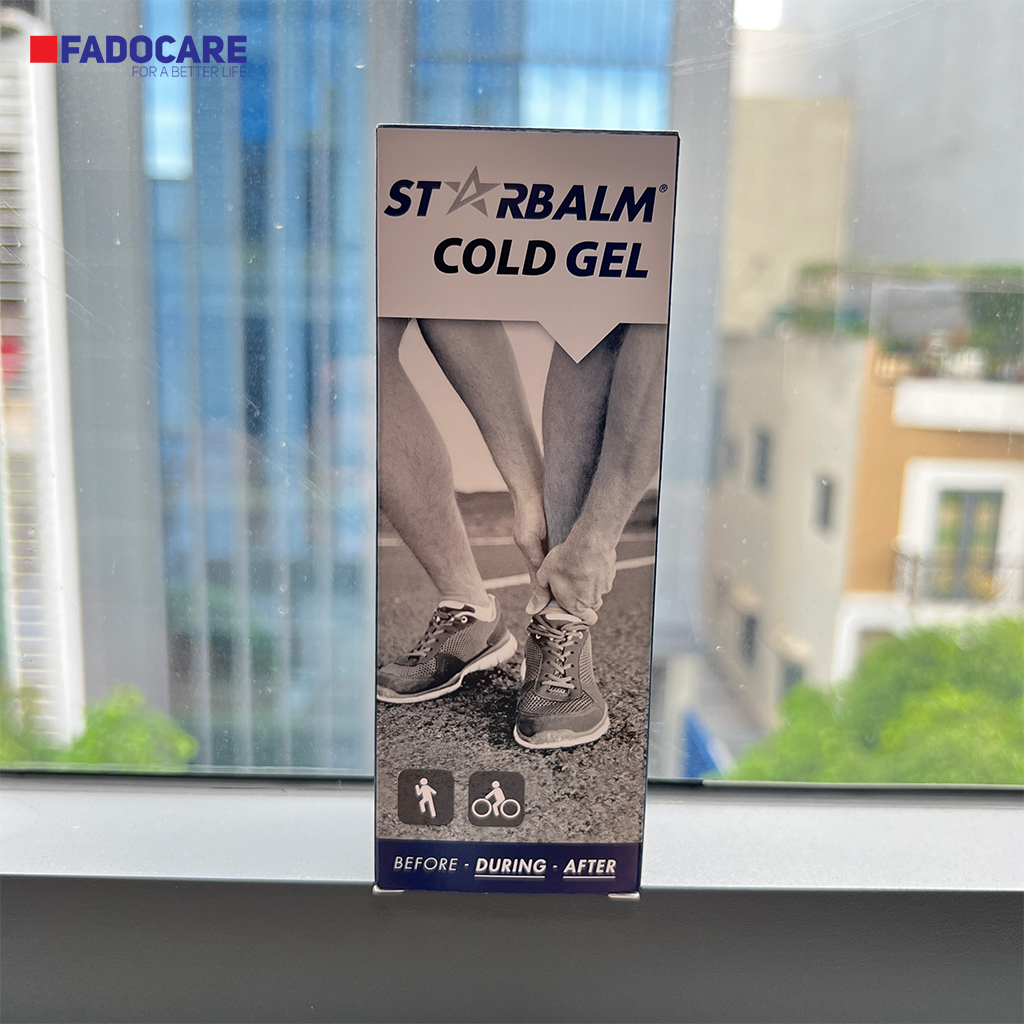 FADOCARE
FOR A BETTER LIFE
STARBALM®
COLD GEL
BEFORE - DURING - AFTER